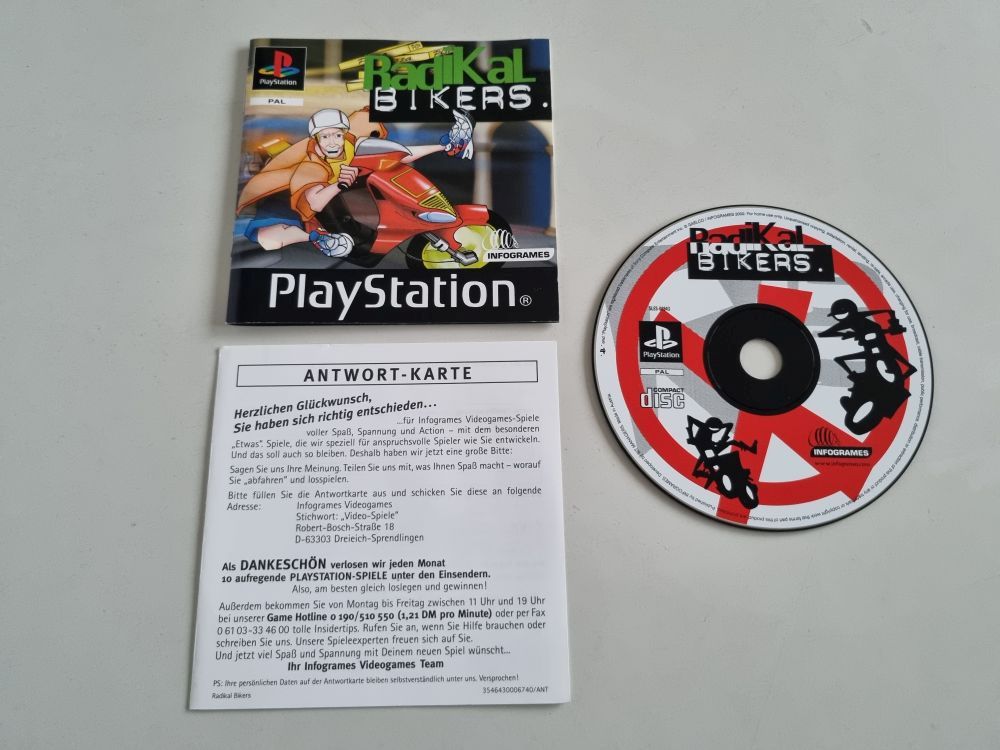 PlayStation
PAL
RadiKaL
BIKERS.
INFOGRAMES
PlayStation®
ANTWORT-KARTE
Herzlichen Glückwunsch,
Sie haben sich richtig entschieden...
...für Infogrames Videogames-Spiele
voller Spaß, Spannung und Action – mit dem besonderen
„Etwas“. Spiele, die wir speziell für anspruchsvolle Spieler wie Sie entwickeln.
Und das soll auch so bleiben. Deshalb haben wir jetzt eine große Bitte:
Sagen Sie uns Ihre Meinung. Teilen Sie uns mit, was Ihnen Spaß macht – worauf
Sie „abfahren“ und losspielen.
Bitte füllen Sie die Antwortkarte aus und schicken Sie diese an folgende
Adresse: Infogrames Videogames
Stichwort: „Video-Spiele“
Robert-Bosch-Straße 18
D-63303 Dreieich-Sprendlingen
Als DANKESCHÖN verlosen wir jeden Monat
10 aufregende PLAYSTATION-SPIELE unter den Einsendern.
Also, am besten gleich loslegen und gewinnen!
Außerdem bekommen Sie von Montag bis Freitag zwischen 11 Uhr und 19 Uhr
bei unserer Game Hotline 0 190/510 550 (1,21 DM pro Minute) oder per Fax
0 61 03-33 46 00 tolle Insidertips. Rufen Sie an, wenn Sie Hilfe brauchen oder
schreiben Sie uns. Unsere Spieleexperten freuen sich auf Sie.
Und jetzt viel Spaß und Spannung mit Deinem neuen Spiel wünscht...
Ihr Infogrames Videogames Team
PS: Ihre persönlichen Daten auf der Antwortkarte bleiben selbstverständlich unter uns. Versprochen!
Radikal Bikers
3546430006740/ANT
RadiKaL
BIKERS.
PlayStation
PAL
COMPACT
disc
INFOGRAMES
www.infogrames.com